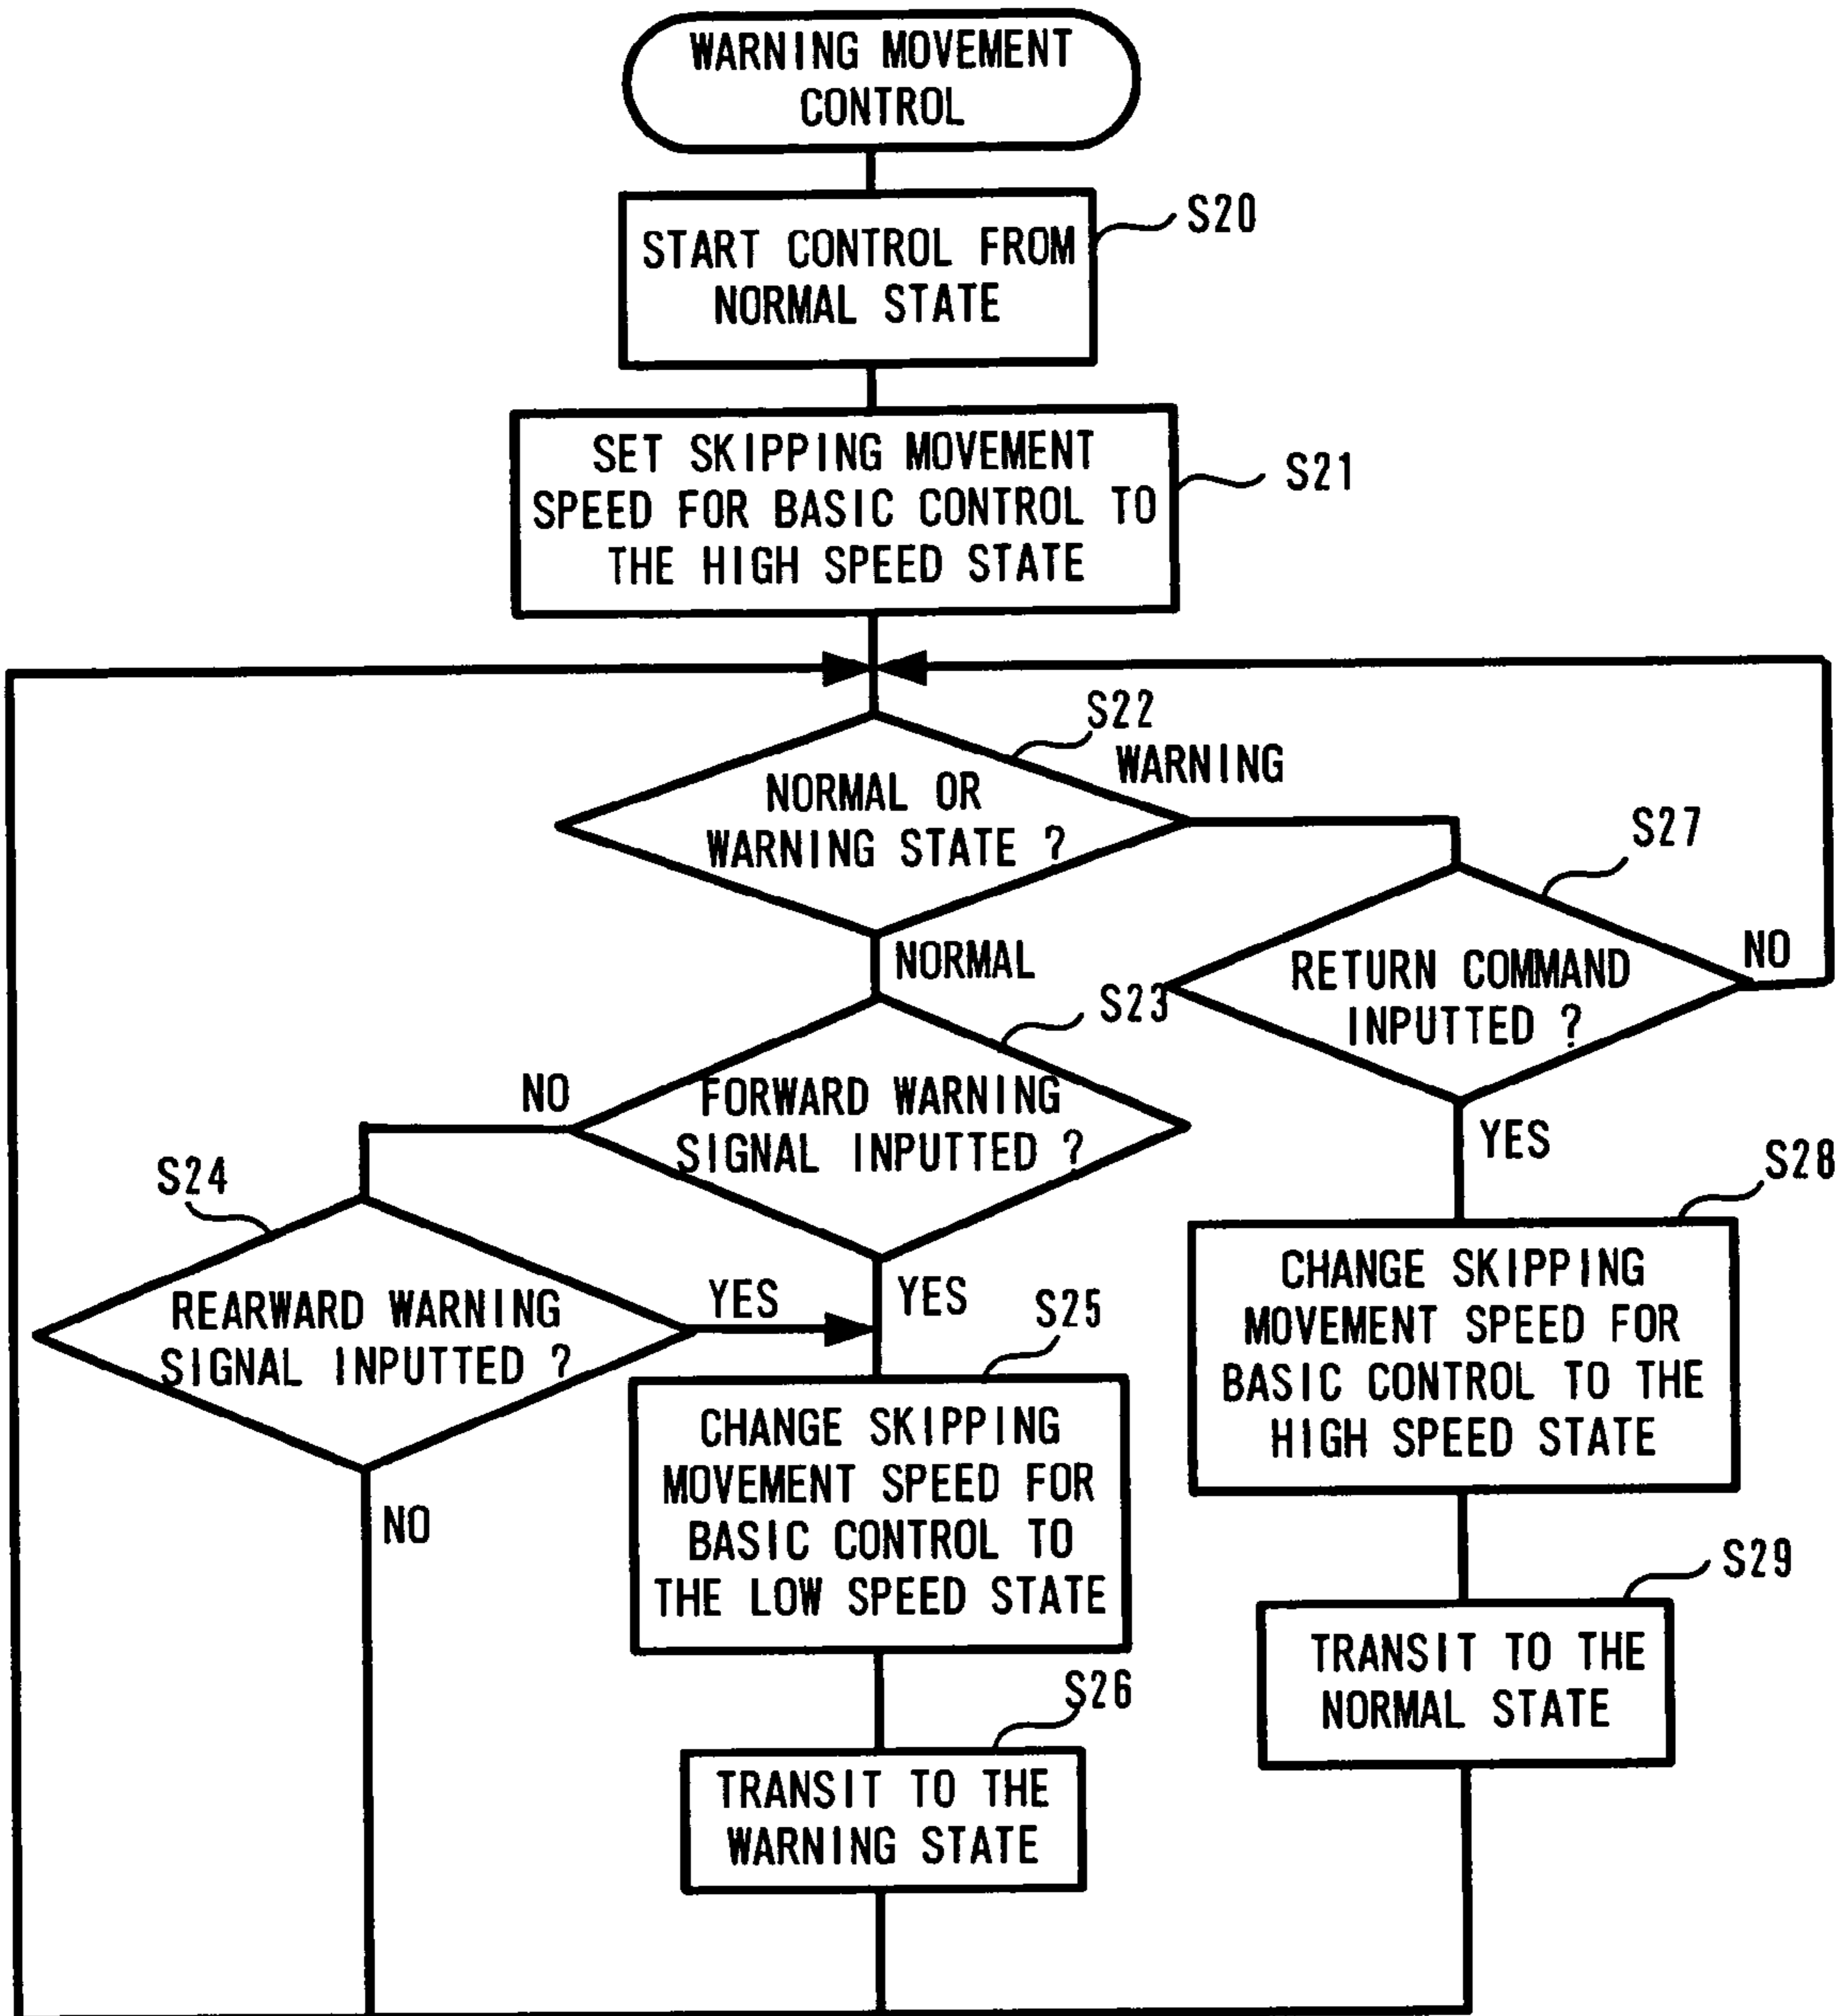 WARNING MOVEMENT
CONTROL
S20
START CONTROL FROM
NORMAL STATE
S21
SET SKIPPING MOVEMENT
SPEED FOR BASIC CONTROL TO
THE HIGH SPEED STATE
S22
WARNING
NORMAL OR
WARNING STATE ?
S27
NORMAL
NO
RETURN COMMAND
INPUTTED ?
S23
NO
FORWARD WARNING
SIGNAL INPUTTED ?
YES
S24
S28
REARWARD WARNING
SIGNAL INPUTTED ?
YES
YES
S25
CHANGE SKIPPING
MOVEMENT SPEED FOR
BASIC CONTROL TO THE
HIGH SPEED STATE
NO
CHANGE SKIPPING
MOVEMENT SPEED FOR
BASIC CONTROL TO
THE LOW SPEED STATE
S29
TRANSIT TO THE
NORMAL STATE
S26
TRANSIT TO THE
WARNING STATE